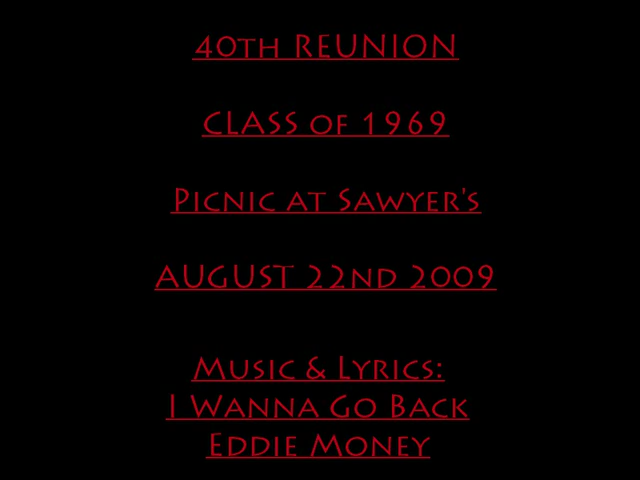 40TH REUNION
CLASS OF 1969
PICNIC AT SAWYER'S
AUGUST 22ND 2009
MUSIC & LYRICS:
I WANNA GO BACK
EDDIE MONEY